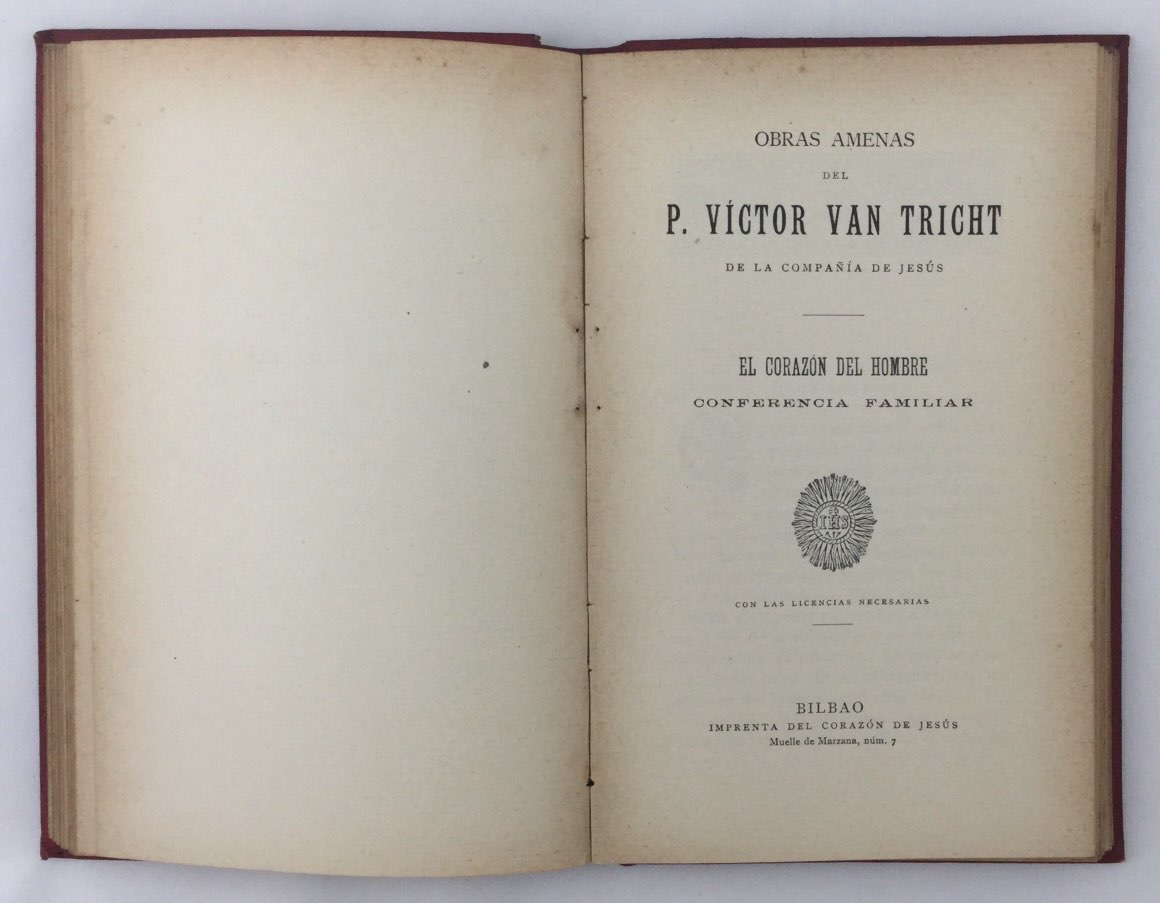 OBRAS AMENAS
DEL
P. VÍCTOR VAN TRICHT
DE LA COMPAÑÍA DE JESÚS
EL CORAZÓN DEL HOMBRE
CONFERENCIA FAMILIAR
IHS
CON LAS LICENCIAS NECESARIAS
BILBAO
IMPRENTA DEL CORAZÓN DE JESÚS
Muelle de Marzana, núm. 7